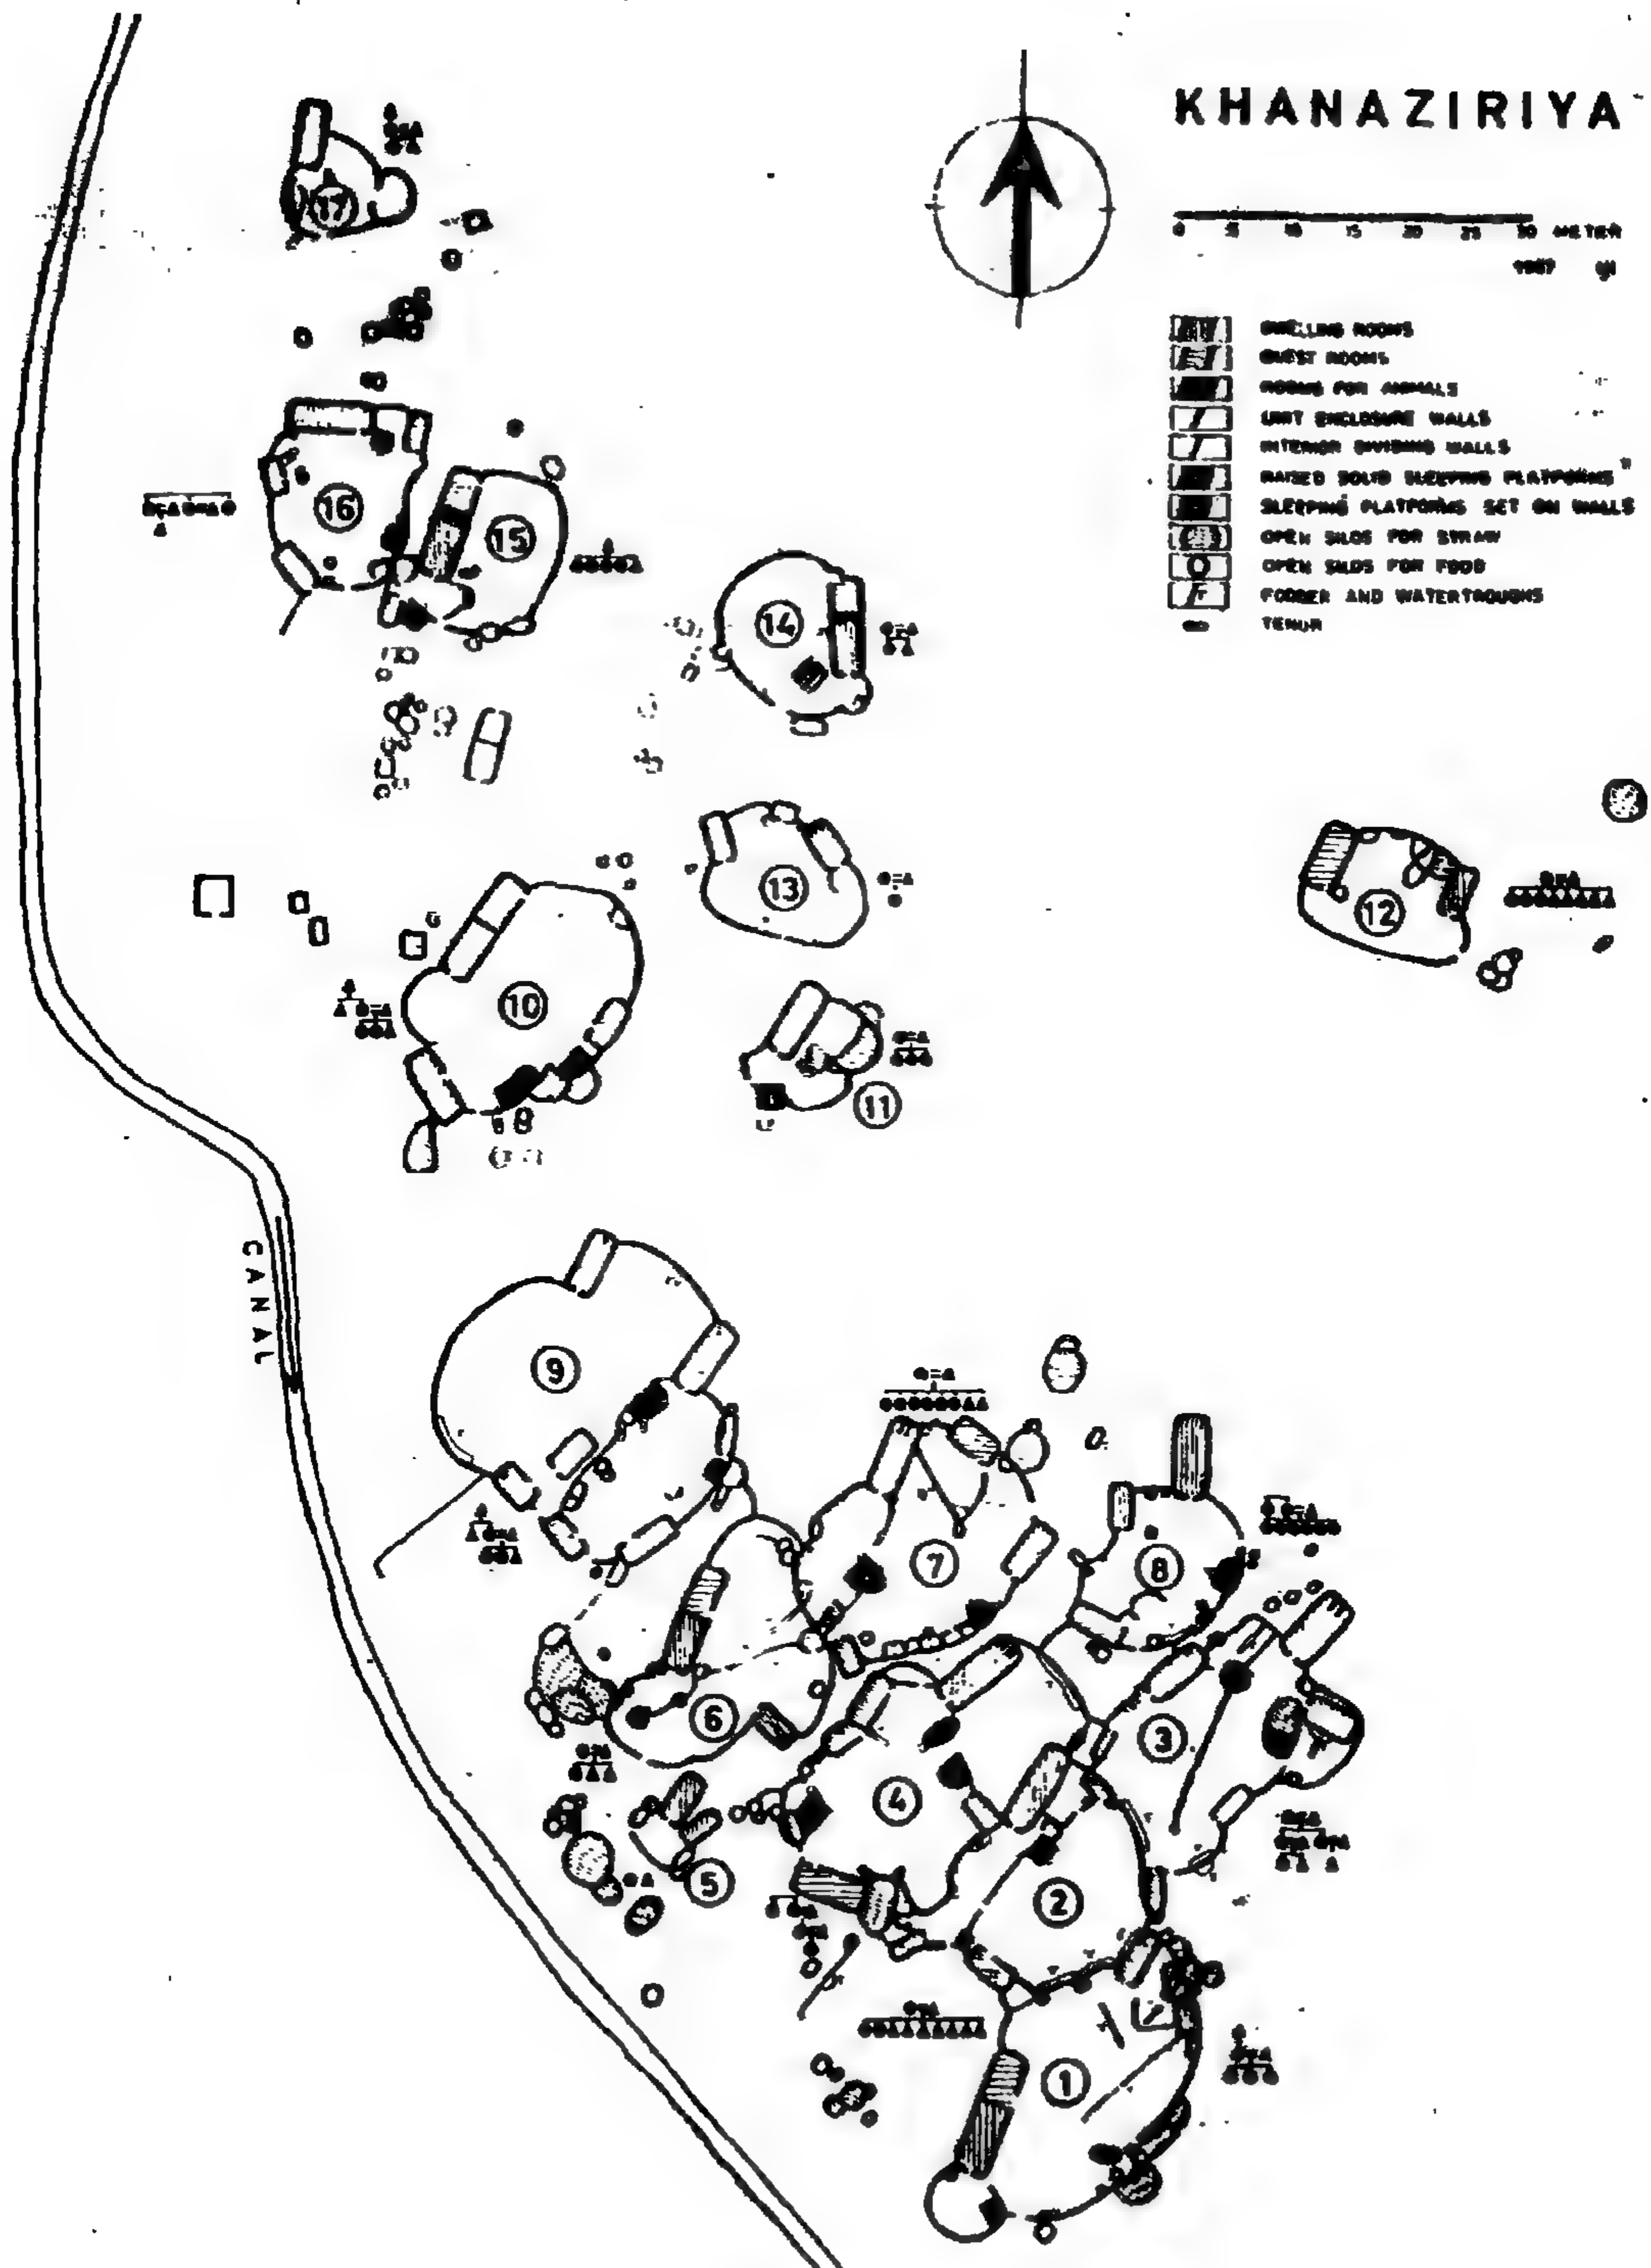 KHANAZIRIYA
0 5 10 15 20 25 30 METER
DWELLING ROOMS
GUEST ROOMS
ROOMS FOR ANIMALS
UNIT ENCLOSURE WALLS
INTERIOR DIVIDING WALLS
RAISED SOLID SLEEPING PLATFORMS
SLEEPING PLATFORMS SET ON WALLS
OPEN SILOS FOR STRAW
OPEN SILOS FOR FOOD
FODDER AND WATERTROUGHS
TENUR
17
16
15
14
13
12
10
11
CANAL
9
7
8
6
3
4
5
2
1